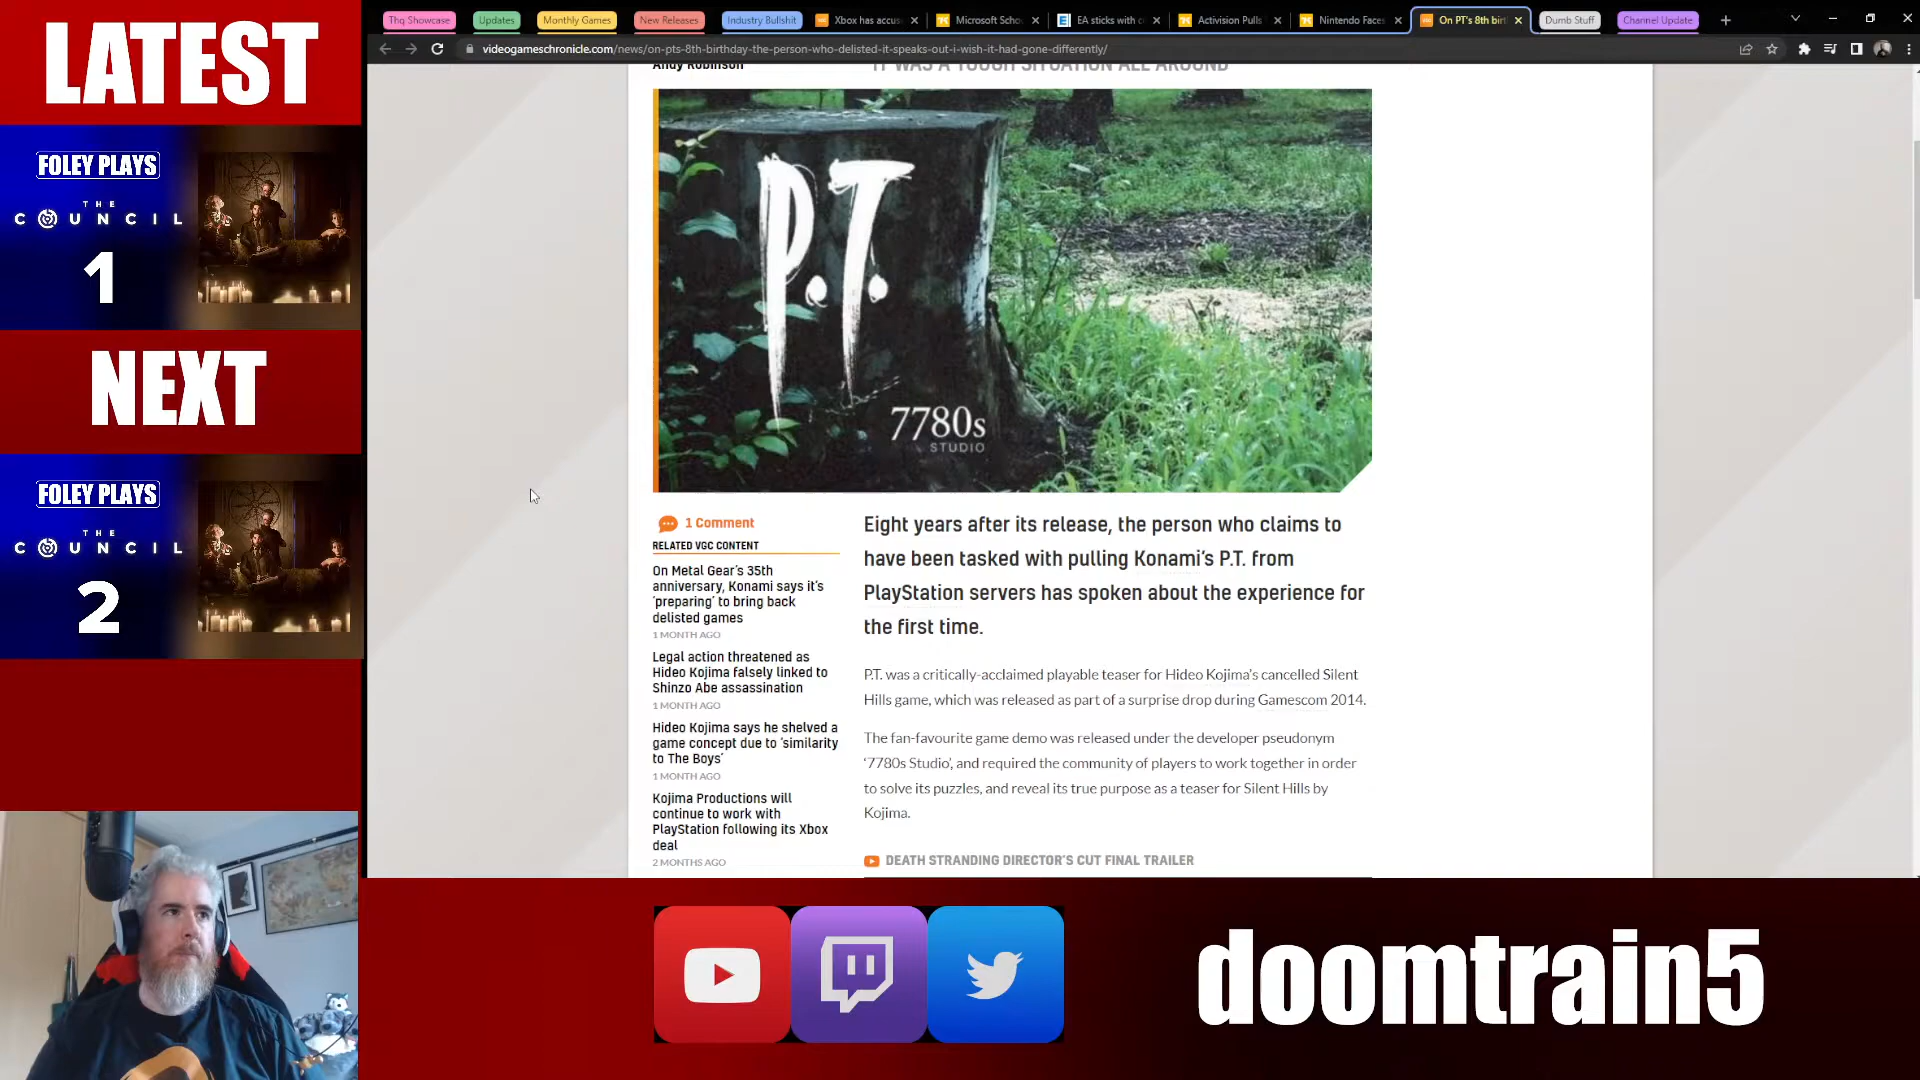 LATEST
FOLEY PLAYS
THE
COUNCIL
1
NEXT
FOLEY PLAYS
THE
COUNCIL
2
Thq Showcase
Updates
Monthly Games
New Releases
Industry Bullshit
Xbox has accus
Microsoft Scho
EA sticks with c
Activision Pulls
Nintendo Faces
On PT's 8th birt
Dumb Stuff
Channel Update
videogameschronicle.com/news/on-pts-8th-birthday-the-person-who-delisted-it-speaks-out-i-wish-it-had-gone-differently/
Andy Robinson
IT WAS A TOUGH SITUATION ALL AROUND
P.T.
7780s
STUDIO
1 Comment
RELATED VGC CONTENT
On Metal Gear's 35th
anniversary, Konami says it's
'preparing' to bring back
delisted games
1 MONTH AGO
Legal action threatened as
Hideo Kojima falsely linked to
Shinzo Abe assassination
1 MONTH AGO
Hideo Kojima says he shelved a
game concept due to 'similarity
to The Boys'
1 MONTH AGO
Kojima Productions will
continue to work with
PlayStation following its Xbox
deal
2 MONTHS AGO
Eight years after its release, the person who claims to
have been tasked with pulling Konami's P.T. from
PlayStation servers has spoken about the experience for
the first time.
P.T. was a critically-acclaimed playable teaser for Hideo Kojima's cancelled Silent
Hills game, which was released as part of a surprise drop during Gamescom 2014.
The fan-favourite game demo was released under the developer pseudonym
'7780s Studio', and required the community of players to work together in order
to solve its puzzles, and reveal its true purpose as a teaser for Silent Hills by
Kojima.
DEATH STRANDING DIRECTOR'S CUT FINAL TRAILER
doomtrain5